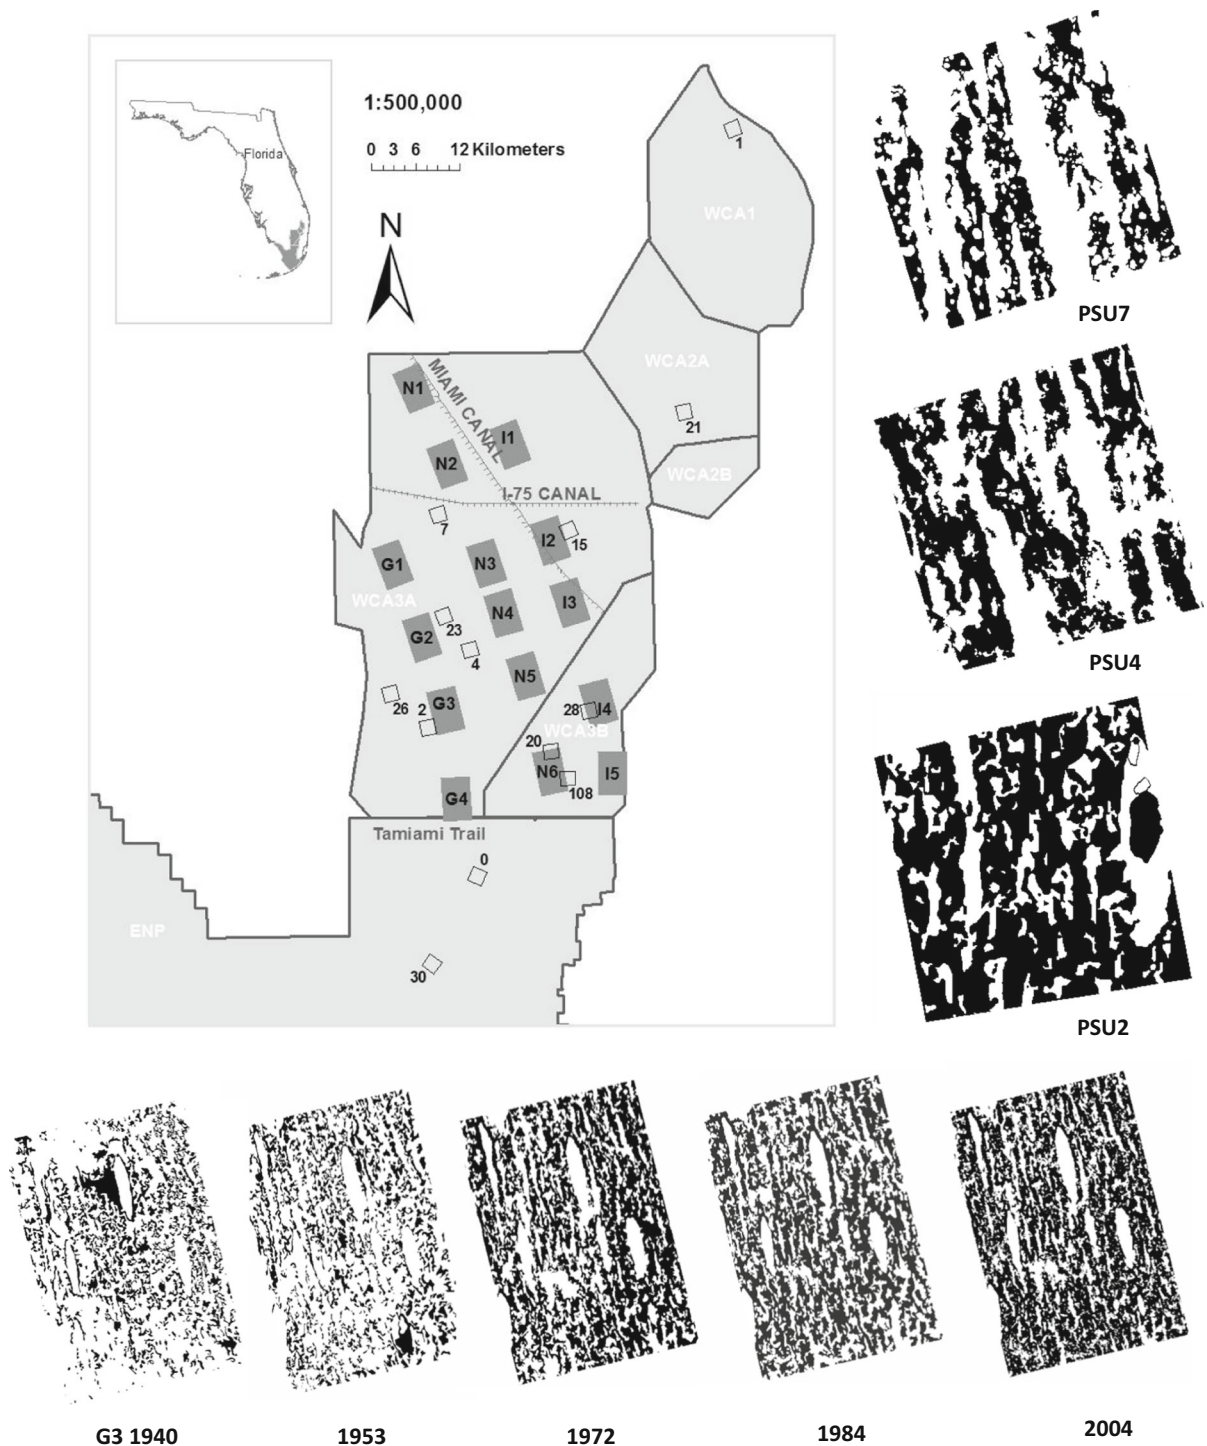 Florida
1:500,000
0 3 6 12 Kilometers
N
1
WCA1
PSU7
WCA2A
MIAMI CANAL
N1
21
I1
N2
WCA2B
I-75 CANAL
7
I2
15
G1
N3
WCA3A
I3
N4
23
G2
4
PSU4
N5
26
2
G3
28
I4
WCA3B
20
N6
I5
108
G4
Tamiami Trail
0
ENP
30
PSU2
G3 1940
1953
1972
1984
2004